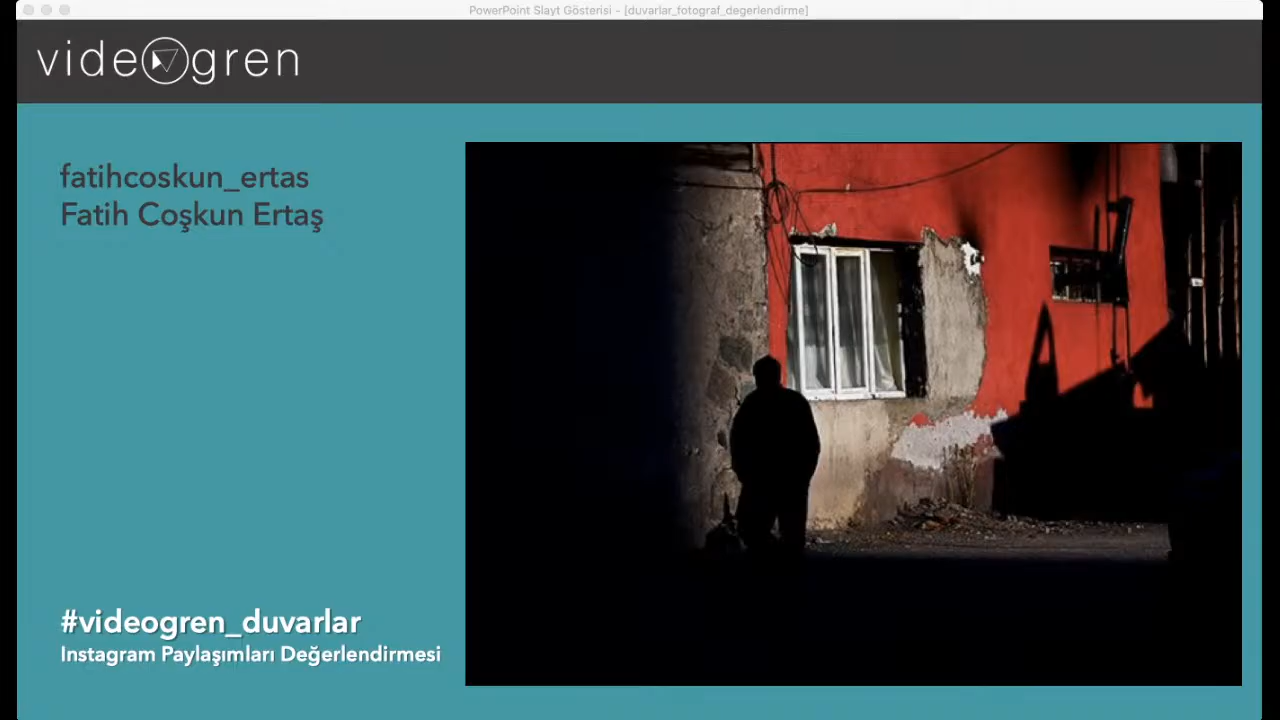 PowerPoint Slayt Gösterisi - [duvarlar_fotograf_degerlendirme]
videogren
fatihcoskun_ertas
Fatih Coşkun Ertaş
#videogren_duvarlar
Instagram Paylaşımları Değerlendirmesi